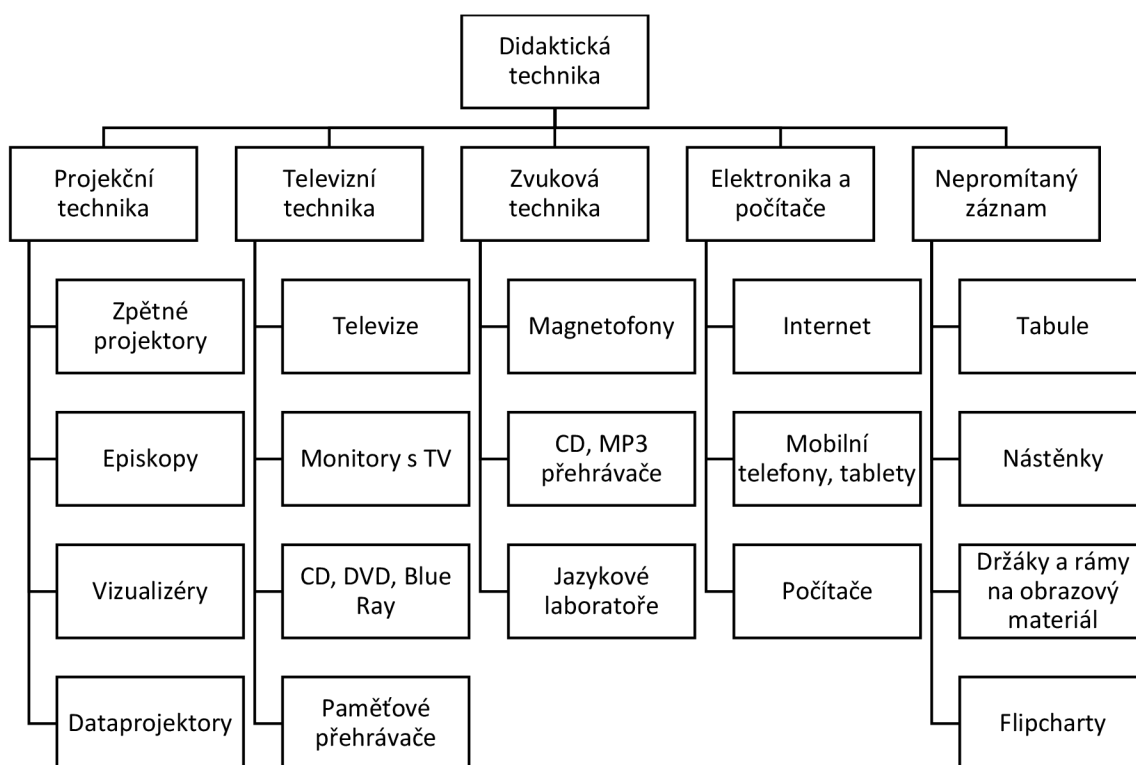 Didaktická
technika
Projekční
technika
Zpětné
projektory
Episkopy
Vizualizéry
Dataprojektory
Televizní
technika
Televize
Monitory s TV
CD, DVD, Blue
Ray
Paměťové
přehrávače
Zvuková
technika
Magnetofony
CD, MP3
přehrávače
Jazykové
laboratoře
Elektronika a
počítače
Internet
Mobilní
telefony, tablety
Počítače
Nepromítaný
záznam
Tabule
Nástěnky
Držáky a rámy
na obrazový
materiál
Flipcharty